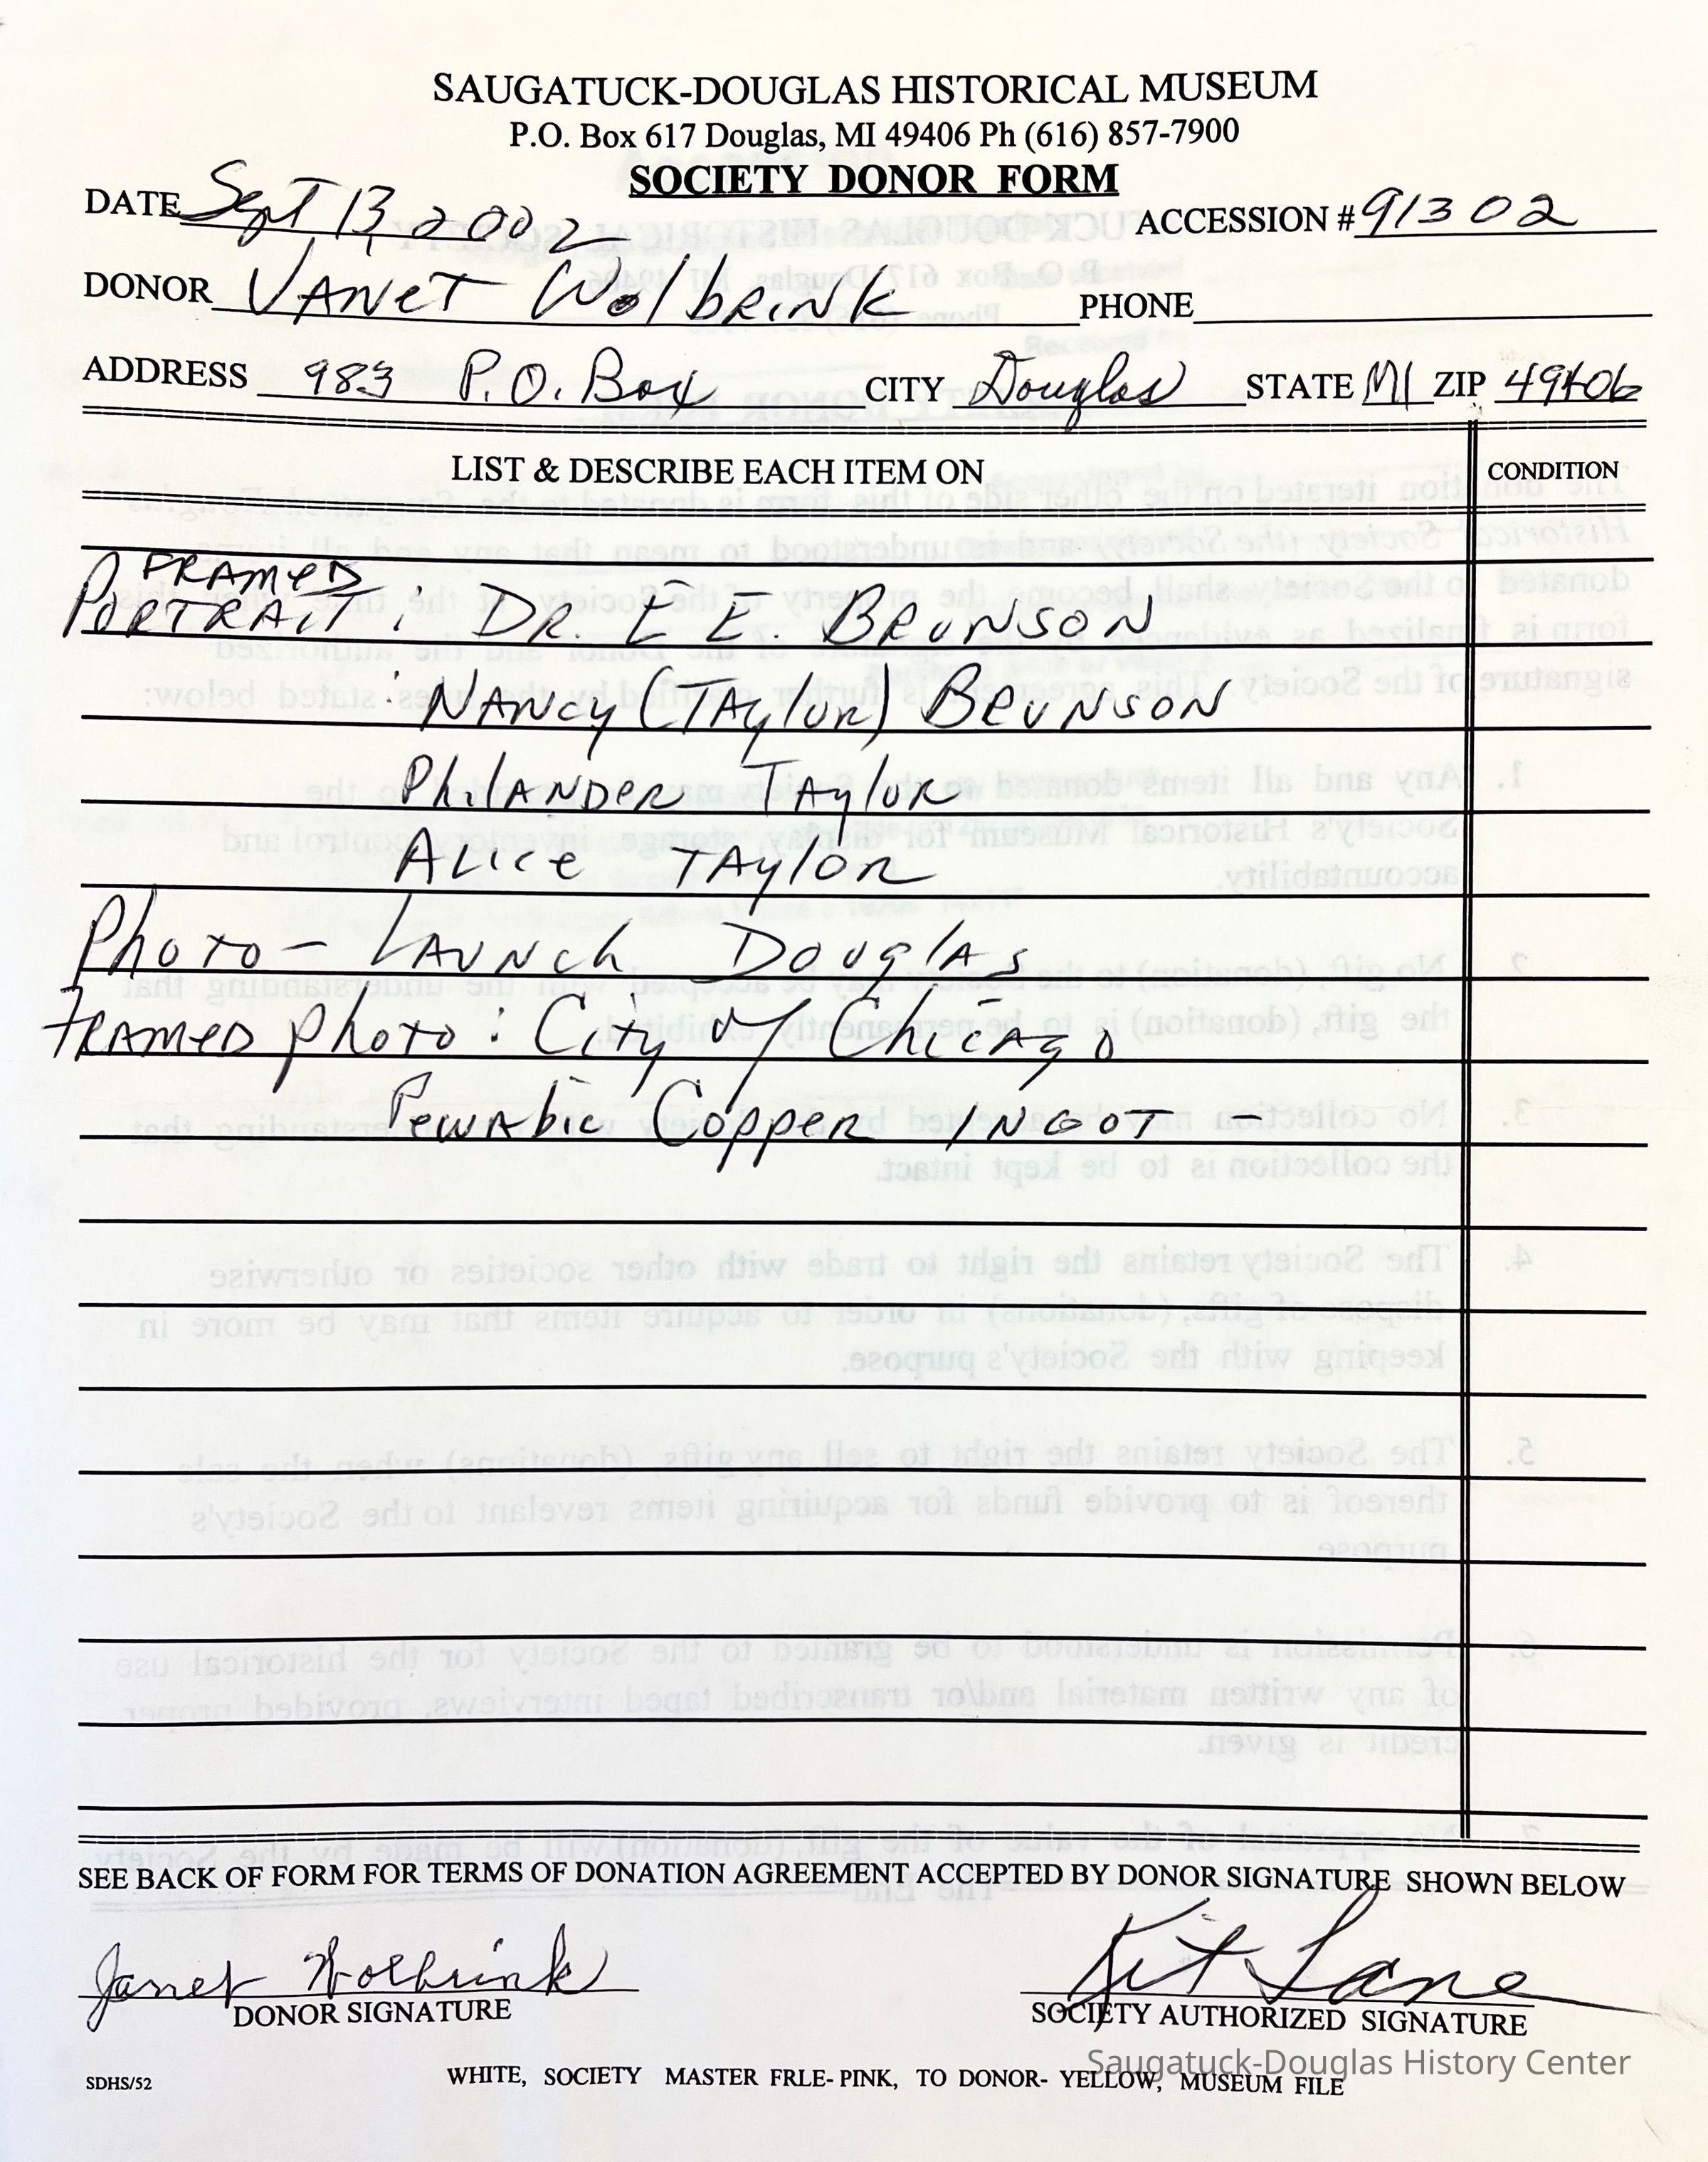 SAUGATUCK-DOUGLAS HISTORICAL MUSEUM
P.O. Box 617 Douglas, MI 49406 Ph (616) 857-7900
SOCIETY DONOR FORM
DATE Sept 13, 2002 ACCESSION # 91302
DONOR JANET Wolbrink PHONE
ADDRESS 983 P.O. Box CITY Douglas STATE MI ZIP 49406
LIST & DESCRIBE EACH ITEM ON CONDITION
FRAMED
PORTRAIT : DR. E E. BRUNSON
: NANCY (TAylor) BRUNSON
PhilANDER TAylor
Alice TAylor
Photo - LAUNch DouglAs
FRAMED photo : City of ChicAgo
PewAbic Copper INGOT -
SEE BACK OF FORM FOR TERMS OF DONATION AGREEMENT ACCEPTED BY DONOR SIGNATURE SHOWN BELOW
Janet Wolbrink Kit Lane
DONOR SIGNATURE SOCIETY AUTHORIZED SIGNATURE
Saugatuck-Douglas History Center
SDHS/52 WHITE, SOCIETY MASTER FRLE- PINK, TO DONOR- YELLOW, MUSEUM FILE